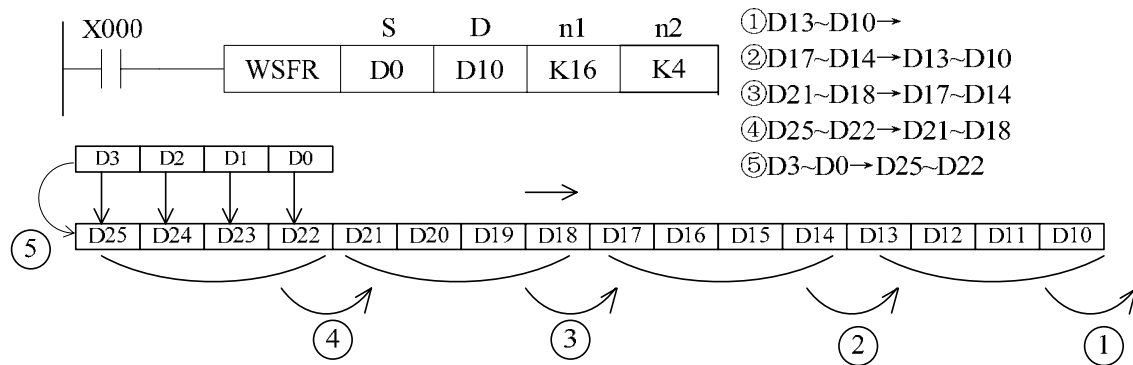 X000
S D n1 n2
WSFR D0 D10 K16 K4
①D13~D10→
②D17~D14→D13~D10
③D21~D18→D17~D14
④D25~D22→D21~D18
⑤D3~D0→D25~D22
D3 D2 D1 D0
D25 D24 D23 D22 D21 D20 D19 D18 D17 D16 D15 D14 D13 D12 D11 D10
⑤
④ ③ ② ①